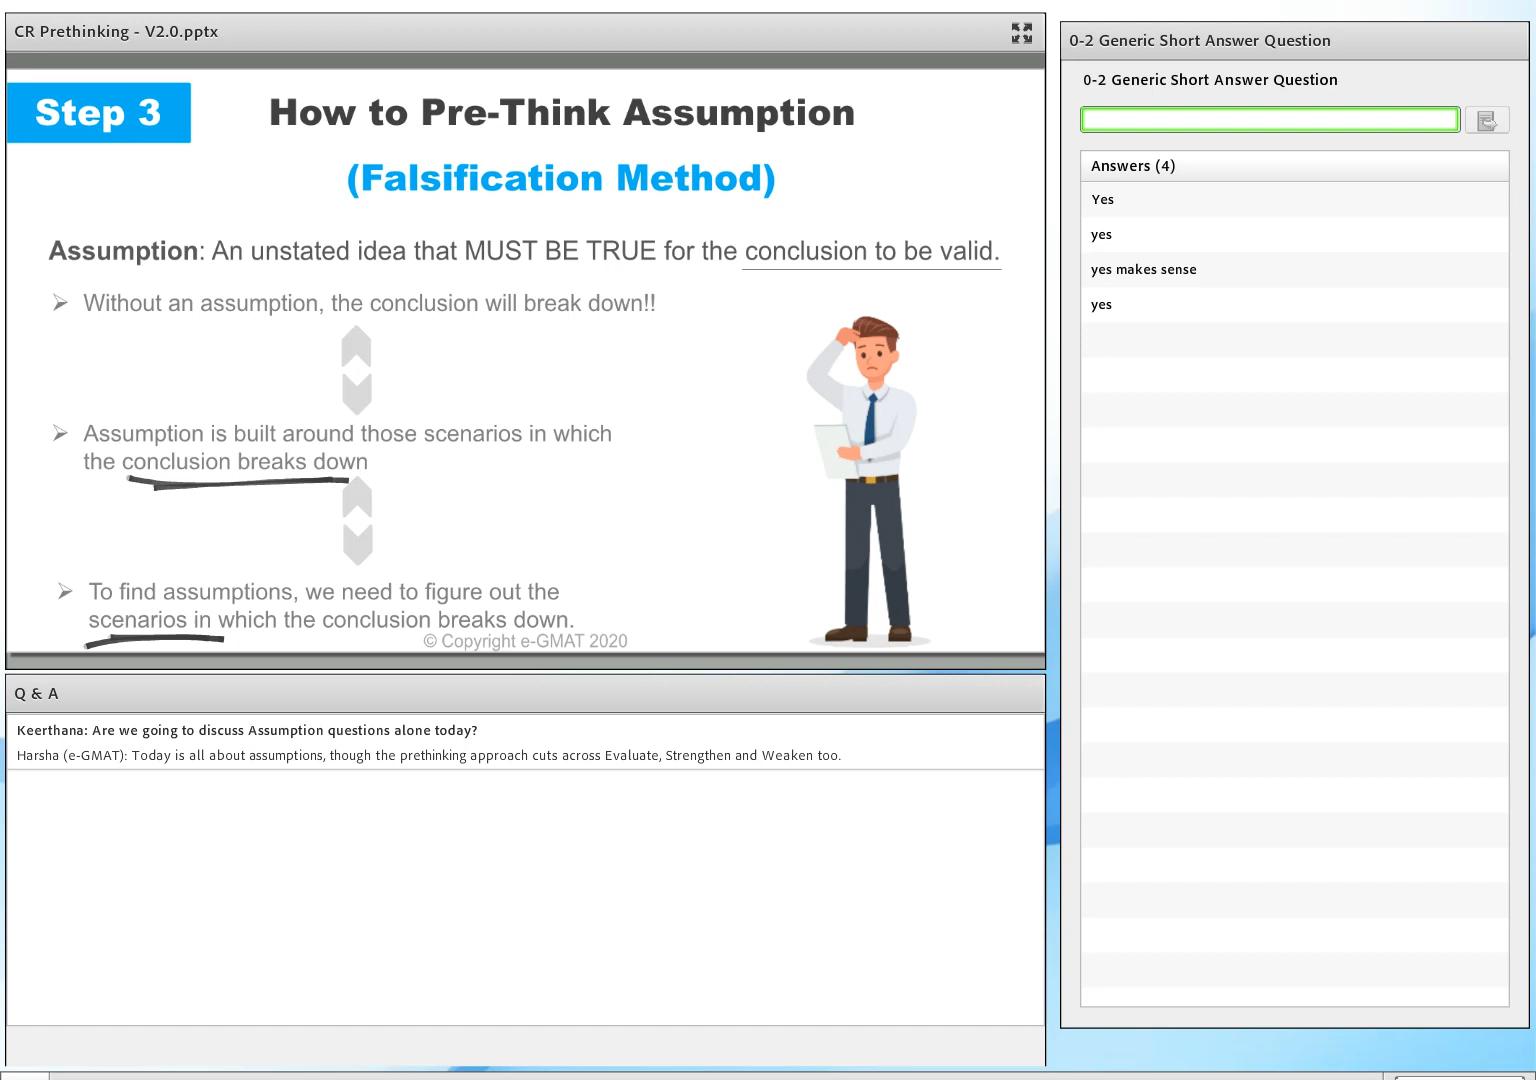 CR Prethinking - V2.0.pptx
Step 3
How to Pre-Think Assumption
(Falsification Method)
Assumption: An unstated idea that MUST BE TRUE for the conclusion to be valid.
Without an assumption, the conclusion will break down!!
Assumption is built around those scenarios in which
the conclusion breaks down
To find assumptions, we need to figure out the
scenarios in which the conclusion breaks down.
© Copyright e-GMAT 2020
Q & A
Keerthana: Are we going to discuss Assumption questions alone today?
Harsha (e-GMAT): Today is all about assumptions, though the prethinking approach cuts across Evaluate, Strengthen and Weaken too.
0-2 Generic Short Answer Question
0-2 Generic Short Answer Question
Answers (4)
Yes
yes
yes makes sense
yes